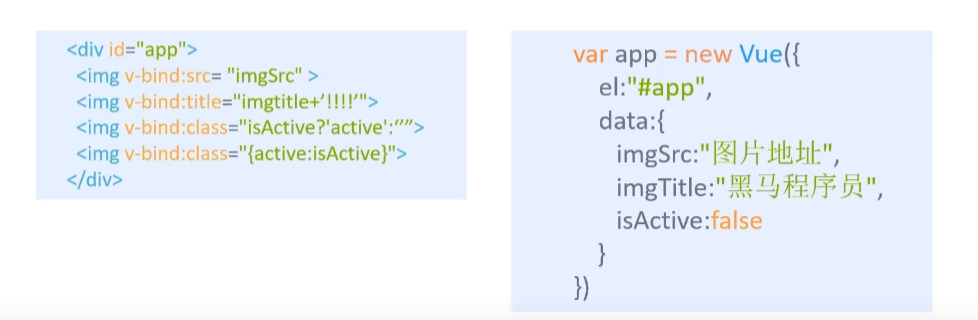 <div id="app">
<img v-bind:src= "imgSrc" >
<img v-bind:title="imgtitle+’!!!!’">
<img v-bind:class="isActive?'active':‘’”>
<img v-bind:class="{active:isActive}">
</div>
var app = new Vue({
el:"#app",
data:{
imgSrc:"图片地址",
imgTitle:"黑马程序员",
isActive:false
}
})